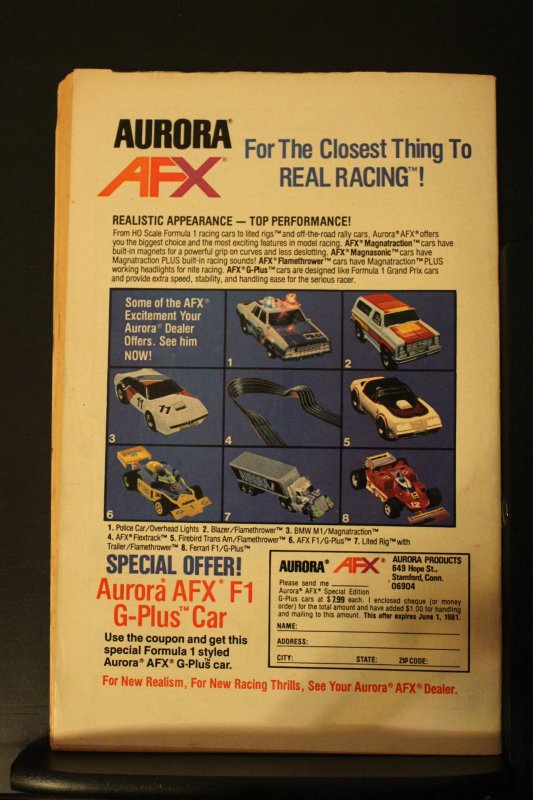 AURORA®
AFX®
For The Closest Thing To
REAL RACING™!
REALISTIC APPEARANCE — TOP PERFORMANCE!
From HO Scale Formula 1 racing cars to lited rigs™ and off-the-road rally cars, Aurora® AFX® offers
you the biggest choice and the most exciting features in model racing. AFX® Magnatraction™ cars have
built-in magnets for a powerful grip on curves and less deslotting. AFX® Magnasonic™ cars have
Magnatraction PLUS built-in racing sounds! AFX® Flamethrower™ cars have Magnatraction™ PLUS
working headlights for nite racing. AFX® G-Plus™ cars are designed like Formula 1 Grand Prix cars
and provide extra speed, stability, and handling ease for the serious racer.
Some of the AFX®
Excitement Your
Aurora® Dealer
Offers. See him
NOW!
1
2
11
11
3
4
5
6
AURORA
7
12
8
1. Police Car/Overhead Lights 2. Blazer/Flamethrower™ 3. BMW M1/Magnatraction™
4. AFX® Flextrack™ 5. Firebird Trans Am/Flamethrower™ 6. AFX F1/G-Plus™ 7. Lited Rig™ with
Trailer/Flamethrower™ 8. Ferrari F1/G-Plus™
SPECIAL OFFER!
Aurora® AFX® F1
G-Plus™ Car
Use the coupon and get this
special Formula 1 styled
Aurora® AFX® G-Plus™ car.
AURORA® AFX®
AURORA PRODUCTS
649 Hope St.,
Stamford, Conn.
06904
Please send me
Aurora® AFX® Special Edition
G-Plus cars at $7.99 each. I enclosed cheque (or money
order) for the total amount and have added $1.00 for handling
and mailing to this amount. This offer expires June 1, 1981.
NAME:
ADDRESS:
CITY: STATE: ZIP CODE:
For New Realism, For New Racing Thrills, See Your Aurora® AFX® Dealer.